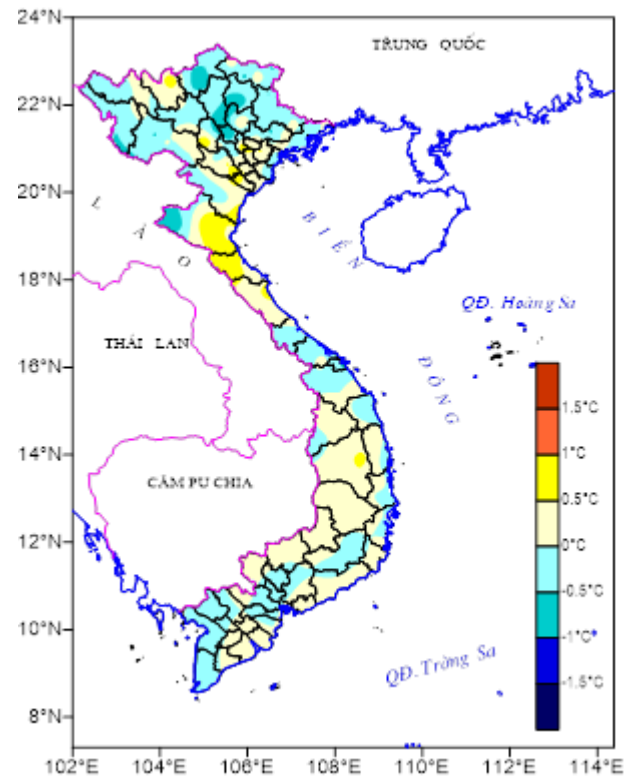 24°N
TRUNG QUỐC
22°N
20°N
LÀO
BIỂN
18°N
QĐ. Hoàng Sa
THÁI LAN
16°N
ĐÔNG
1.5°C
14°N
1°C
CĂM PU CHIA
0.5°C
12°N
0°C
-0.5°C
10°N
-1°C
QĐ. Trờng Sa
-1.5°C
8°N
102°E 104°E 106°E 108°E 110°E 112°E 114°E